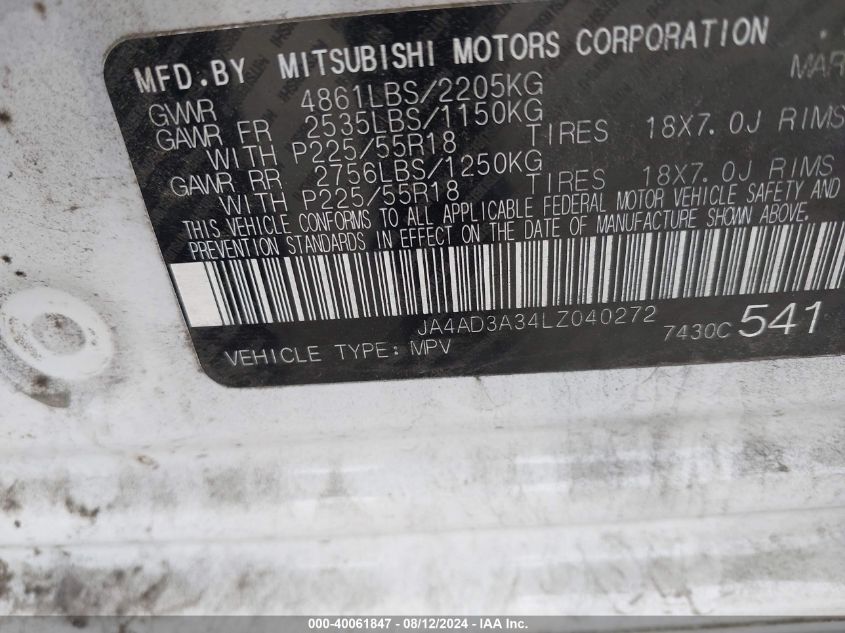 MFD.BY MITSUBISHI MOTORS CORPORATION
MAR
GVWR 4861LBS/2205KG
GAWR FR 2535LBS/1150KG
WITH P225/55R18 TIRES 18X7.0J RIMS
GAWR RR 2756LBS/1250KG
WITH P225/55R18 TIRES 18X7.0J RIMS
THIS VEHICLE CONFORMS TO ALL APPLICABLE FEDERAL MOTOR VEHICLE SAFETY AND
PREVENTION STANDARDS IN EFFECT ON THE DATE OF MANUFACTURE SHOWN ABOVE.
JA4AD3A34LZ040272
VEHICLE TYPE: MPV 7430C 541
000-40061847 - 08/12/2024 - IAA Inc.